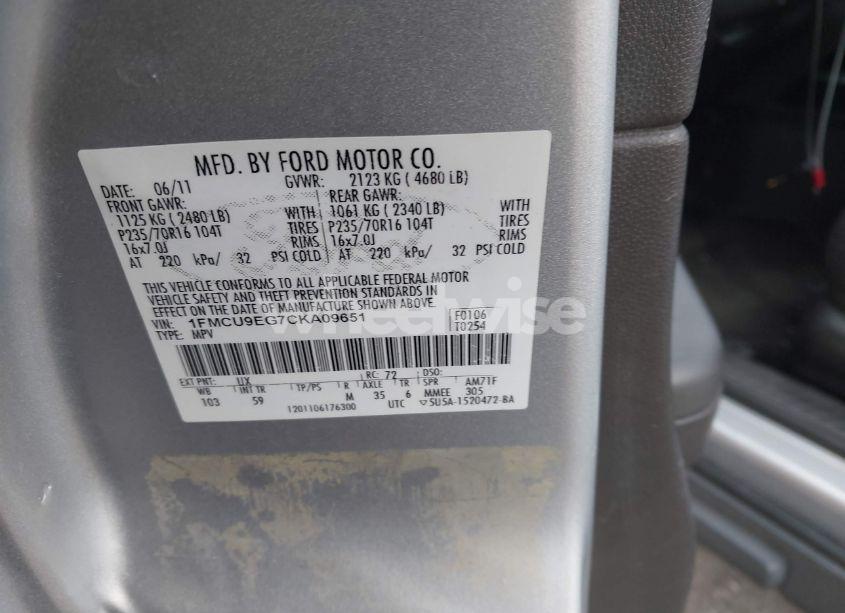 MFD. BY FORD MOTOR CO.
DATE: 06/11 GVWR: 2123 KG ( 4680 LB)
FRONT GAWR: REAR GAWR:
1125 KG ( 2480 LB) WITH 1061 KG ( 2340 LB) WITH
P235/70R16 104T TIRES P235/70R16 104T TIRES
16x7.0J RIMS 16x7.0J RIMS
AT 220 kPa/ 32 PSI COLD AT 220 kPa/ 32 PSI COLD
THIS VEHICLE CONFORMS TO ALL APPLICABLE FEDERAL MOTOR
VEHICLE SAFETY AND THEFT PREVENTION STANDARDS IN
EFFECT ON THE DATE OF MANUFACTURE SHOWN ABOVE.
VIN: 1FMCU9EG7CKA09651 F0106
TYPE: MPV T0254
wheelwise
EXT PNT: UX RC: 72 DSO:
WB INT TR TP/PS R AXLE TR SPR AM71F
103 59 M 35 6 MMEE 305
1201106176300 UTC ▽SU5A-1520472-BA